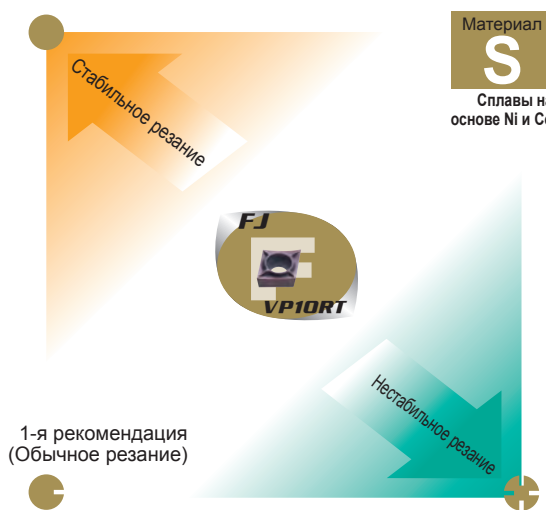 Материал
S
Сплавы на
основе Ni и Co
Стабильное резание
FJ
F
VP10RT
Нестабильное резание
1-я рекомендация
(Обычное резание)